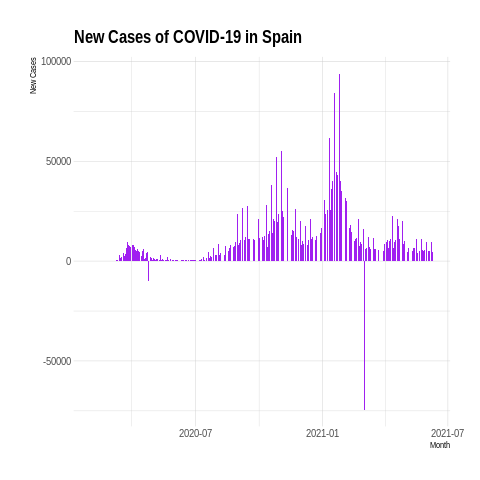 New Cases of COVID-19 in Spain
New Cases
100000
50000
0
-50000
2020-07
2021-01
2021-07
Month